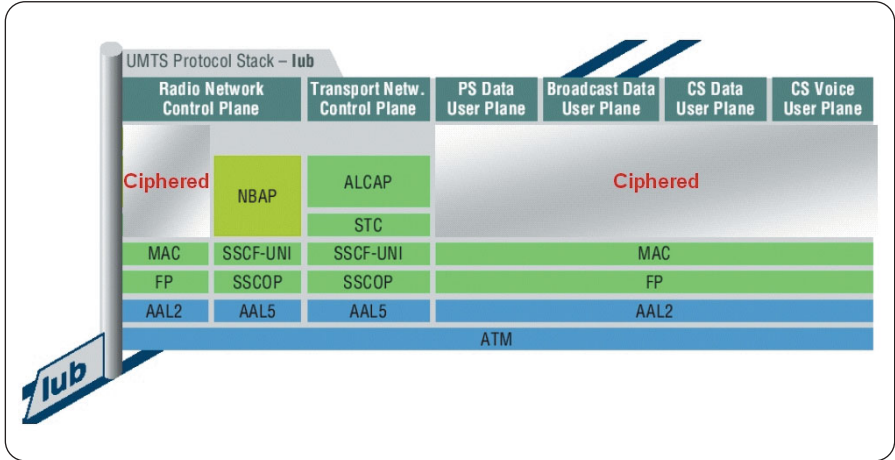 UMTS Protocol Stack – Iub
Radio Network
Control Plane
Transport Netw.
Control Plane
PS Data
User Plane
Broadcast Data
User Plane
CS Data
User Plane
CS Voice
User Plane
Ciphered
NBAP
ALCAP
Ciphered
STC
MAC SSCF-UNI SSCF-UNI MAC
FP SSCOP SSCOP FP
AAL2 AAL5 AAL5 AAL2
ATM
Iub